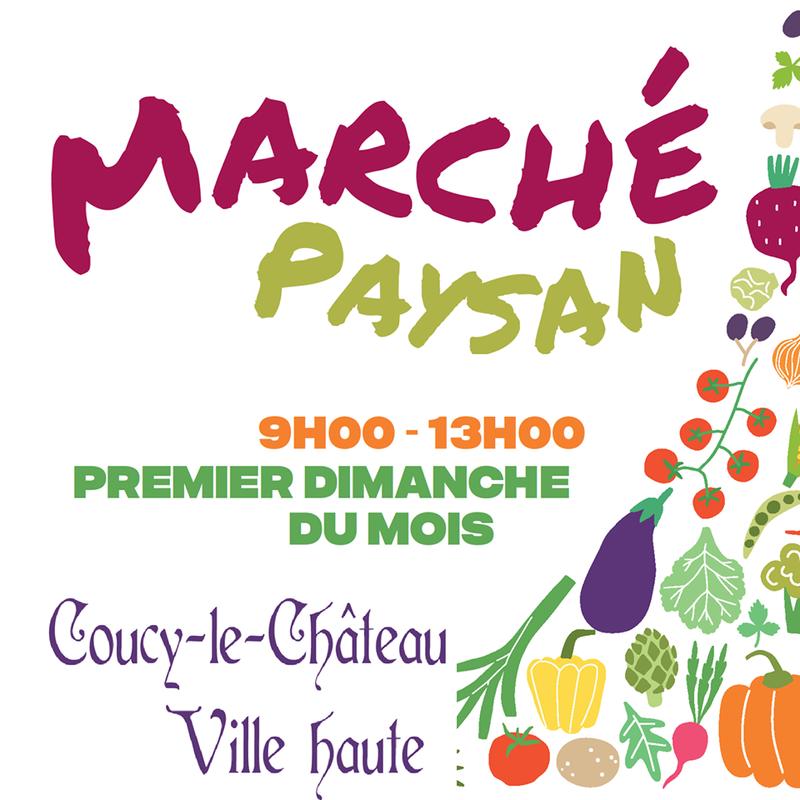 MARCHÉ
PAYSAN
9H00 - 13H00
PREMIER DIMANCHE
DU MOIS
Coucy-le-Château
Ville haute